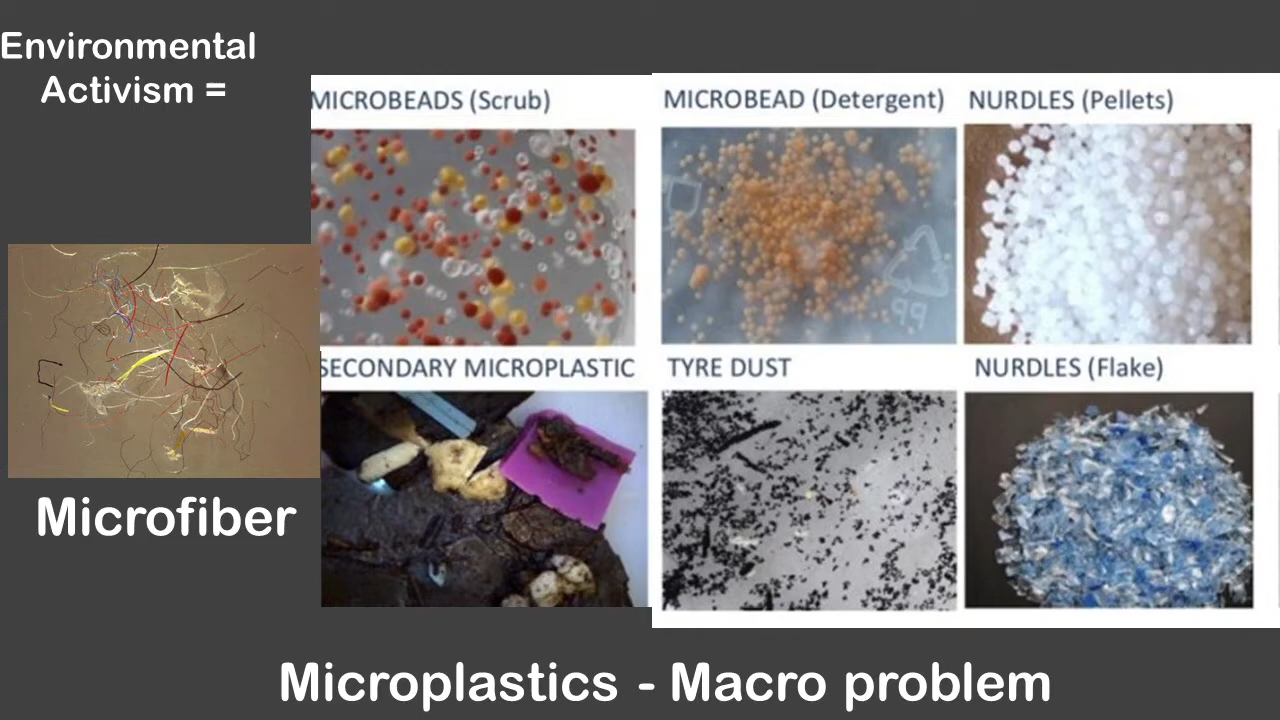 Environmental
Activism =
MICROBEADS (Scrub)
MICROBEAD (Detergent)
NURDLES (Pellets)
SECONDARY MICROPLASTIC
TYRE DUST
NURDLES (Flake)
Microfiber
Microplastics - Macro problem